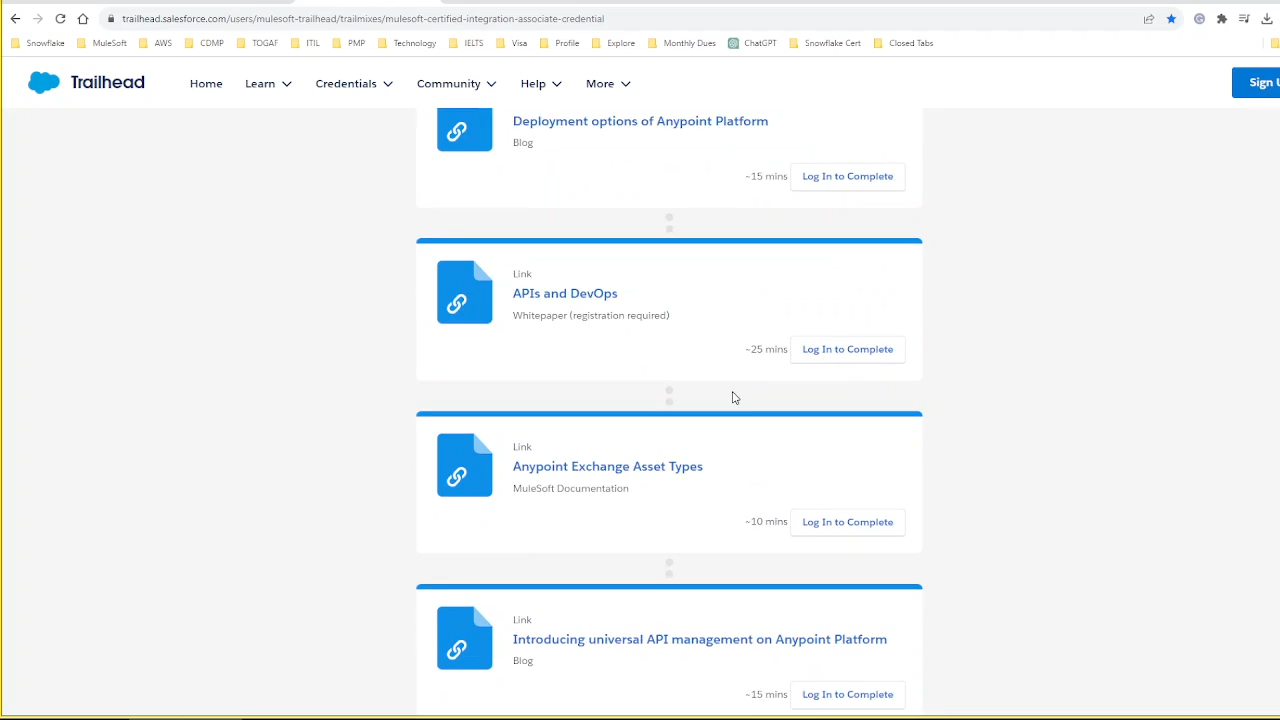 trailhead.salesforce.com/users/mulesoft-trailhead/trailmixes/mulesoft-certified-integration-associate-credential
Snowflake MuleSoft AWS CDMP TOGAF ITIL PMP Technology IELTS Visa Profile Explore Monthly Dues ChatGPT Snowflake Cert Closed Tabs
Trailhead Home Learn Credentials Community Help More Sign
Deployment options of Anypoint Platform
Blog
~15 mins Log In to Complete
Link
APIs and DevOps
Whitepaper (registration required)
~25 mins Log In to Complete
Link
Anypoint Exchange Asset Types
MuleSoft Documentation
~10 mins Log In to Complete
Link
Introducing universal API management on Anypoint Platform
Blog
~15 mins Log In to Complete